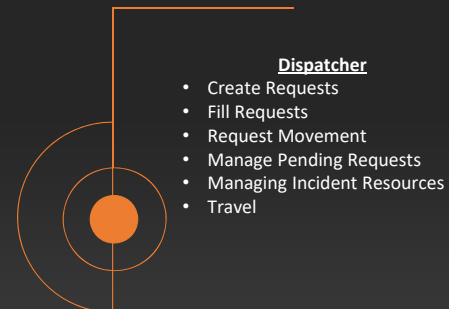 Dispatcher
• Create Requests
• Fill Requests
• Request Movement
• Manage Pending Requests
• Managing Incident Resources
• Travel